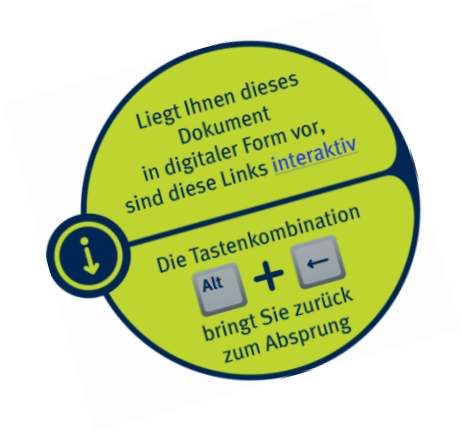 Liegt Ihnen dieses
Dokument
in digitaler Form vor,
sind diese Links interaktiv
Die Tastenkombination
Alt + ←
bringt Sie zurück
zum Absprung